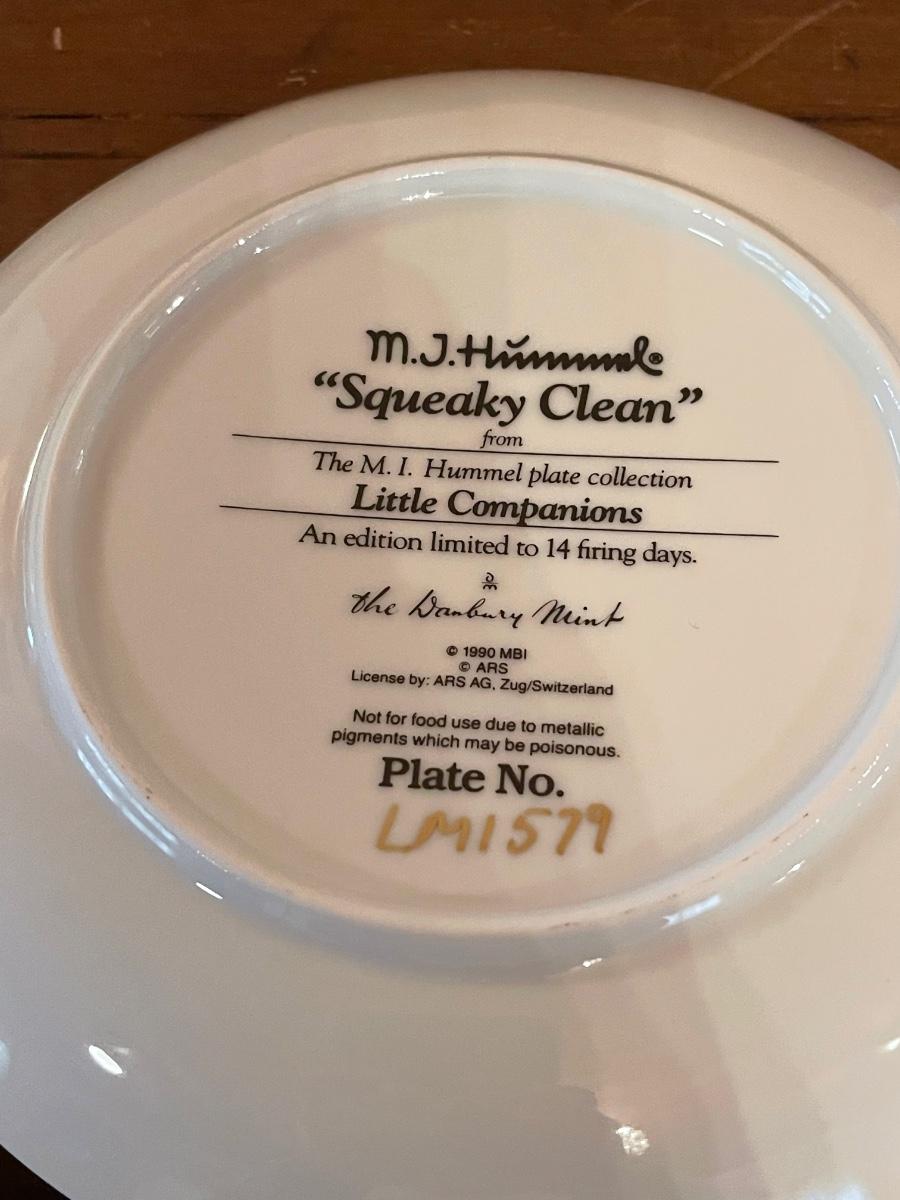 M.J.Hummel®
“Squeaky Clean”
from
The M. I. Hummel plate collection
Little Companions
An edition limited to 14 firing days.
the Danbury Mint
© 1990 MBI
© ARS
License by: ARS AG, Zug/Switzerland
Not for food use due to metallic
pigments which may be poisonous.
Plate No.
LM1579